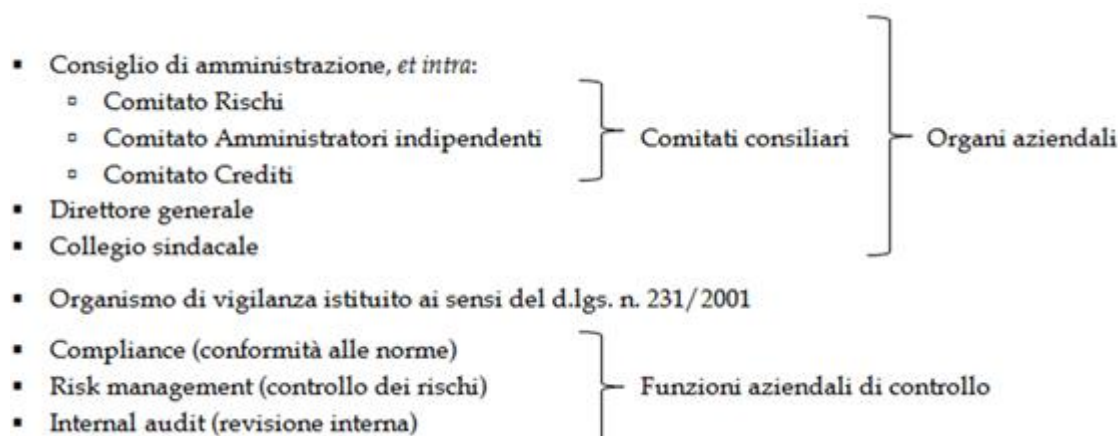 ▪ Consiglio di amministrazione, et intra:
▫ Comitato Rischi
▫ Comitato Amministratori indipendenti
▫ Comitato Crediti
Comitati consiliari
▪ Direttore generale
▪ Collegio sindacale
Organi aziendali
▪ Organismo di vigilanza istituito ai sensi del d.lgs. n. 231/2001
▪ Compliance (conformità alle norme)
▪ Risk management (controllo dei rischi)
▪ Internal audit (revisione interna)
Funzioni aziendali di controllo